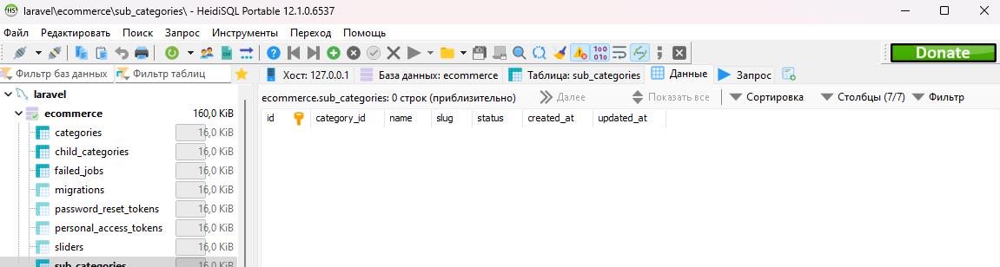 laravel\ecommerce\sub_categories\ - HeidiSQL Portable 12.1.0.6537
Файл Редактировать Поиск Запрос Инструменты Переход Помощь
Donate
Фильтр баз данных Фильтр таблиц
Хост: 127.0.0.1 База данных: ecommerce Таблица: sub_categories Данные Запрос
ecommerce.sub_categories: 0 строк (приблизительно) Далее Показать все Сортировка Столбцы (7/7) Фильтр
id category_id name slug status created_at updated_at
laravel
ecommerce 160,0 KiB
categories 16,0 KiB
child_categories 16,0 KiB
failed_jobs 16,0 KiB
migrations 16,0 KiB
password_reset_tokens 16,0 KiB
personal_access_tokens 16,0 KiB
sliders 16,0 KiB
sub_categories 16,0 KiB